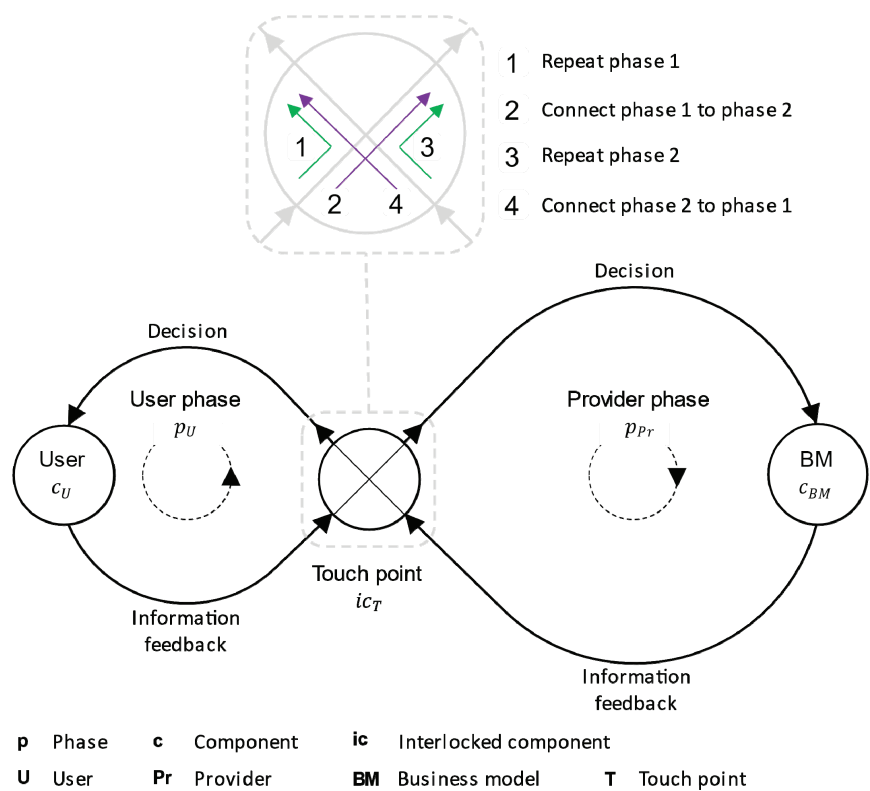 1 Repeat phase 1
2 Connect phase 1 to phase 2
3 Repeat phase 2
4 Connect phase 2 to phase 1
1
3
2
4
Decision
Decision
User phase
p_U
Provider phase
p_Pr
User
c_U
BM
c_BM
Touch point
ic_T
Information
feedback
Information
feedback
p Phase c Component ic Interlocked component
U User Pr Provider BM Business model T Touch point